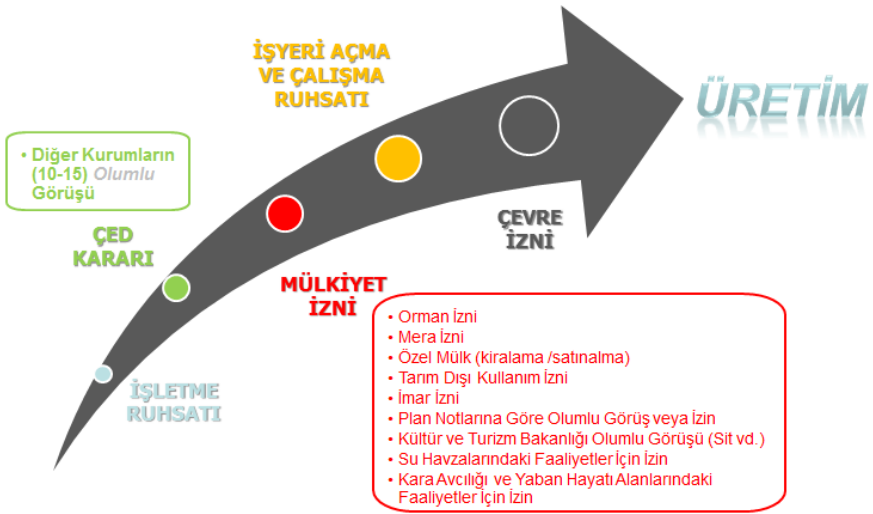 İŞYERİ AÇMA
VE ÇALIŞMA
RUHSATI
ÜRETİM
• Diğer Kurumların
(10-15) Olumlu
Görüşü
ÇED
KARARI
ÇEVRE
İZNİ
MÜLKİYET
İZNİ
İŞLETME
RUHSATI
• Orman İzni
• Mera İzni
• Özel Mülk (kiralama /satınalma)
• Tarım Dışı Kullanım İzni
• İmar İzni
• Plan Notlarına Göre Olumlu Görüş veya İzin
• Kültür ve Turizm Bakanlığı Olumlu Görüşü (Sit vd.)
• Su Havzalarındaki Faaliyetler İçin İzin
• Kara Avcılığı ve Yaban Hayatı Alanlarındaki
Faaliyetler İçin İzin